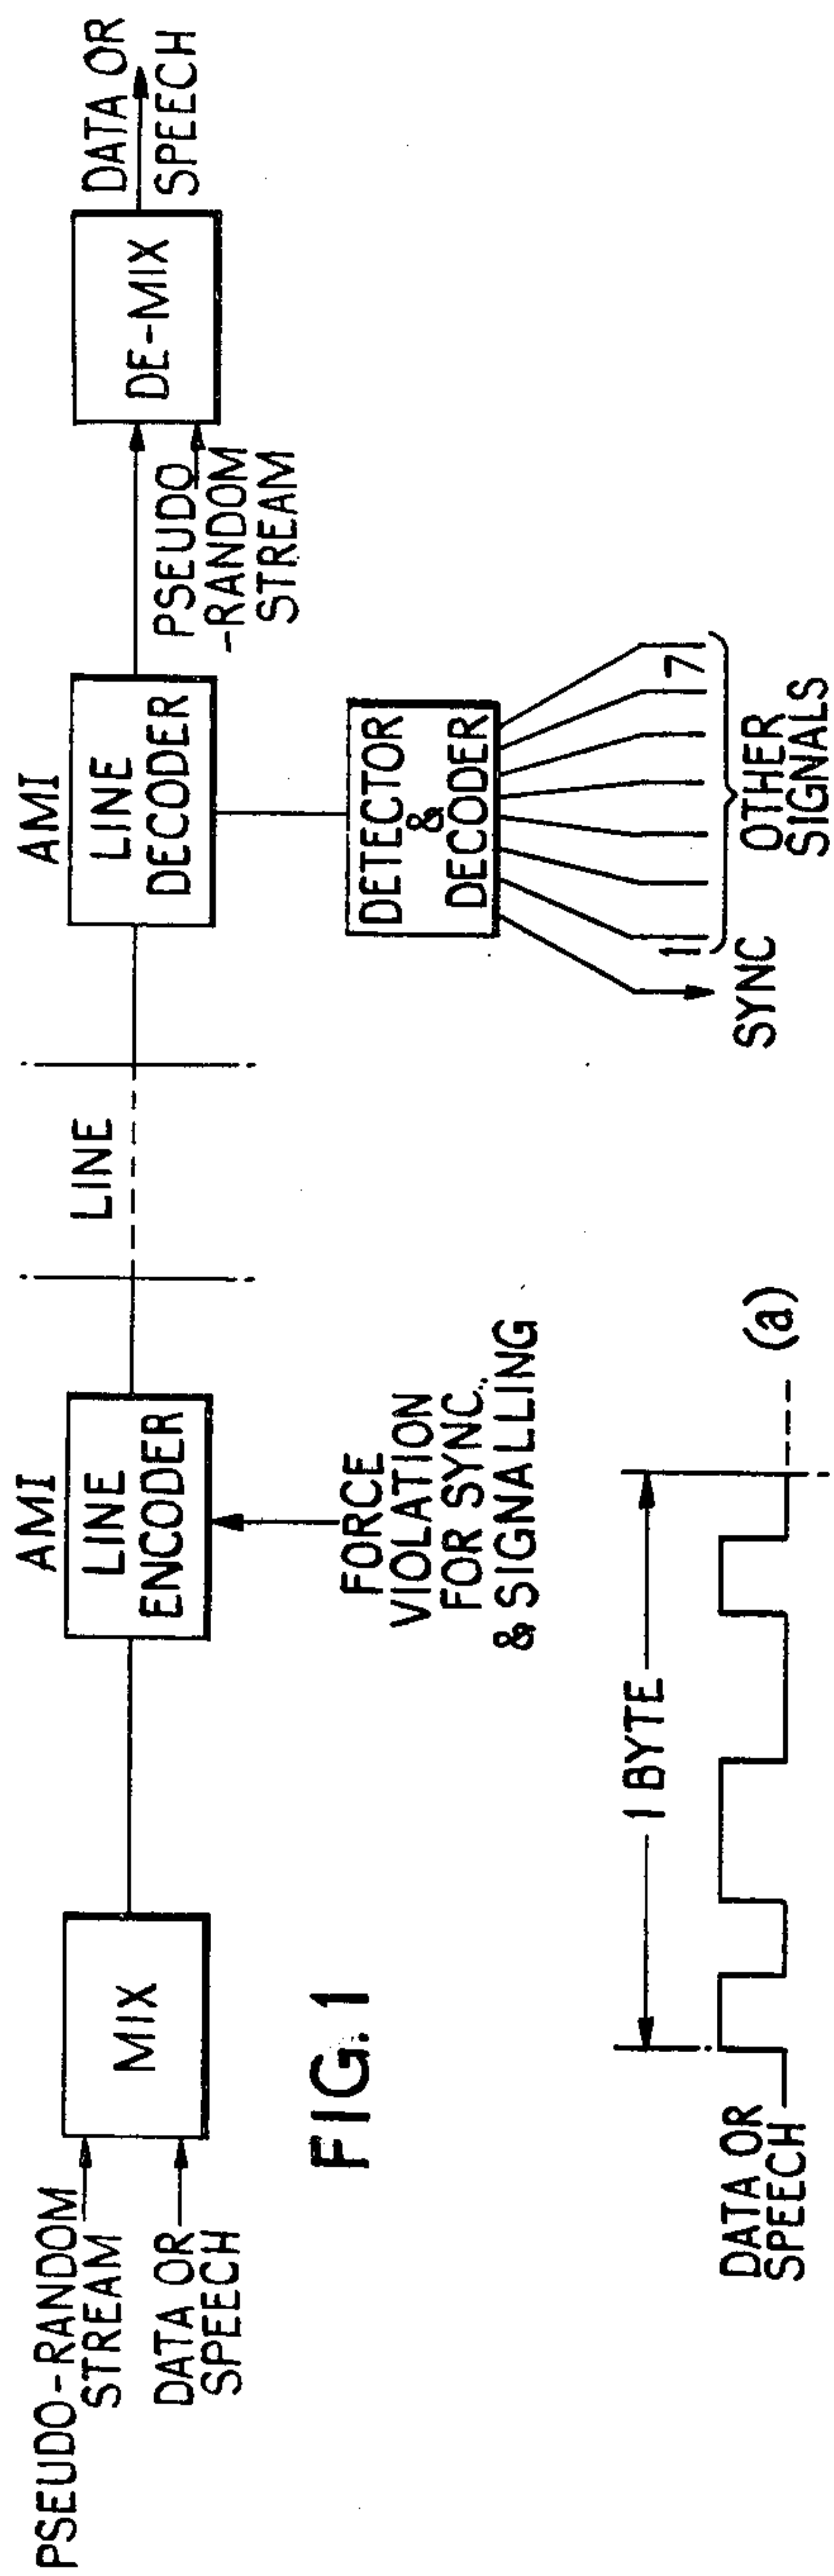 PSEUDO-RANDOM
STREAM
DATA OR
SPEECH
MIX
AMI
LINE
ENCODER
FORCE
VIOLATION
FOR SYNC.,
& SIGNALLING
LINE
AMI
LINE
DECODER
DETECTOR
&
DECODER
SYNC
1
7
OTHER
SIGNALS
PSEUDO
-RANDOM
STREAM
DE-MIX
DATA OR
SPEECH
FIG. 1
DATA OR
SPEECH
1 BYTE
(a)